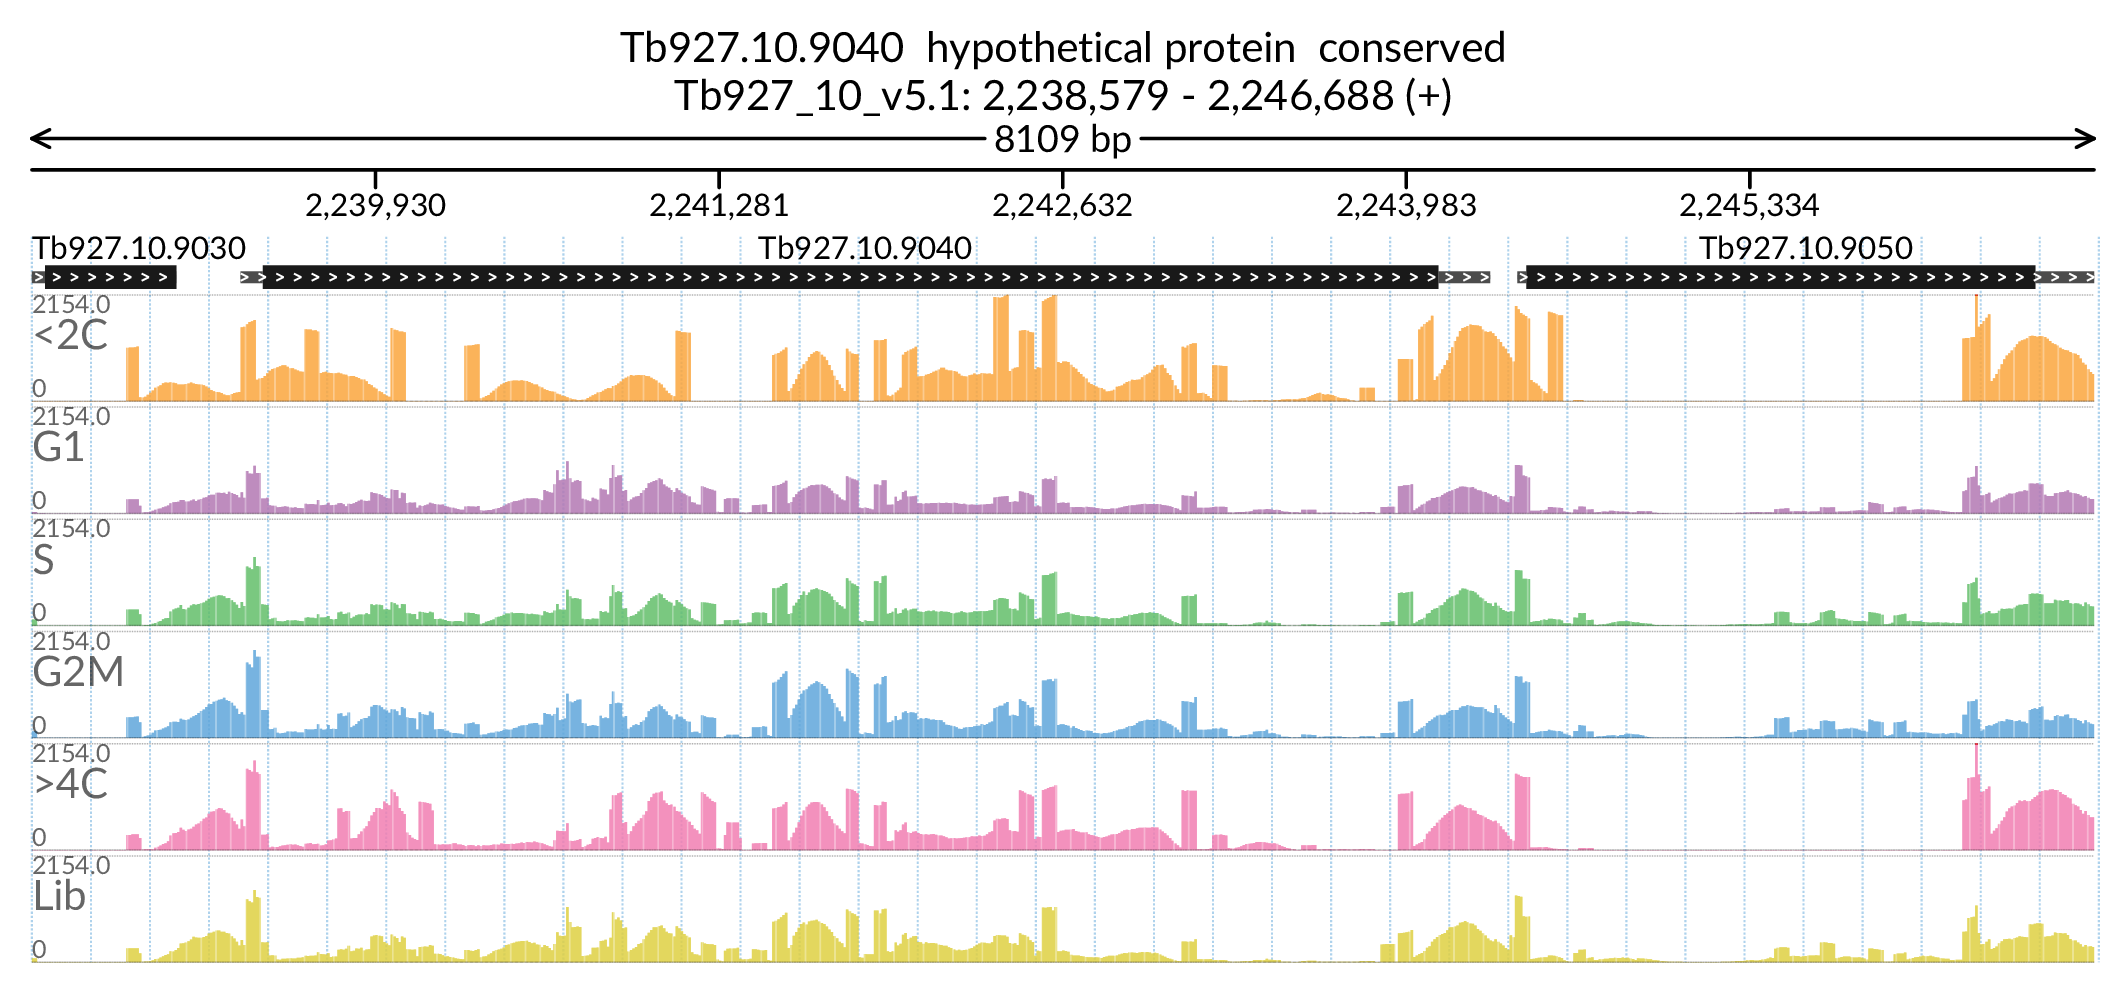 Tb927.10.9040  hypothetical protein  conserved
Tb927_10_v5.1: 2,238,579 - 2,246,688 (+)
8109 bp
2,239,930 2,241,281 2,242,632 2,243,983 2,245,334
Tb927.10.9030 Tb927.10.9040 Tb927.10.9050
2154.0
<2C
0
2154.0
G1
0
2154.0
S
0
2154.0
G2M
0
2154.0
>4C
0
2154.0
Lib
0